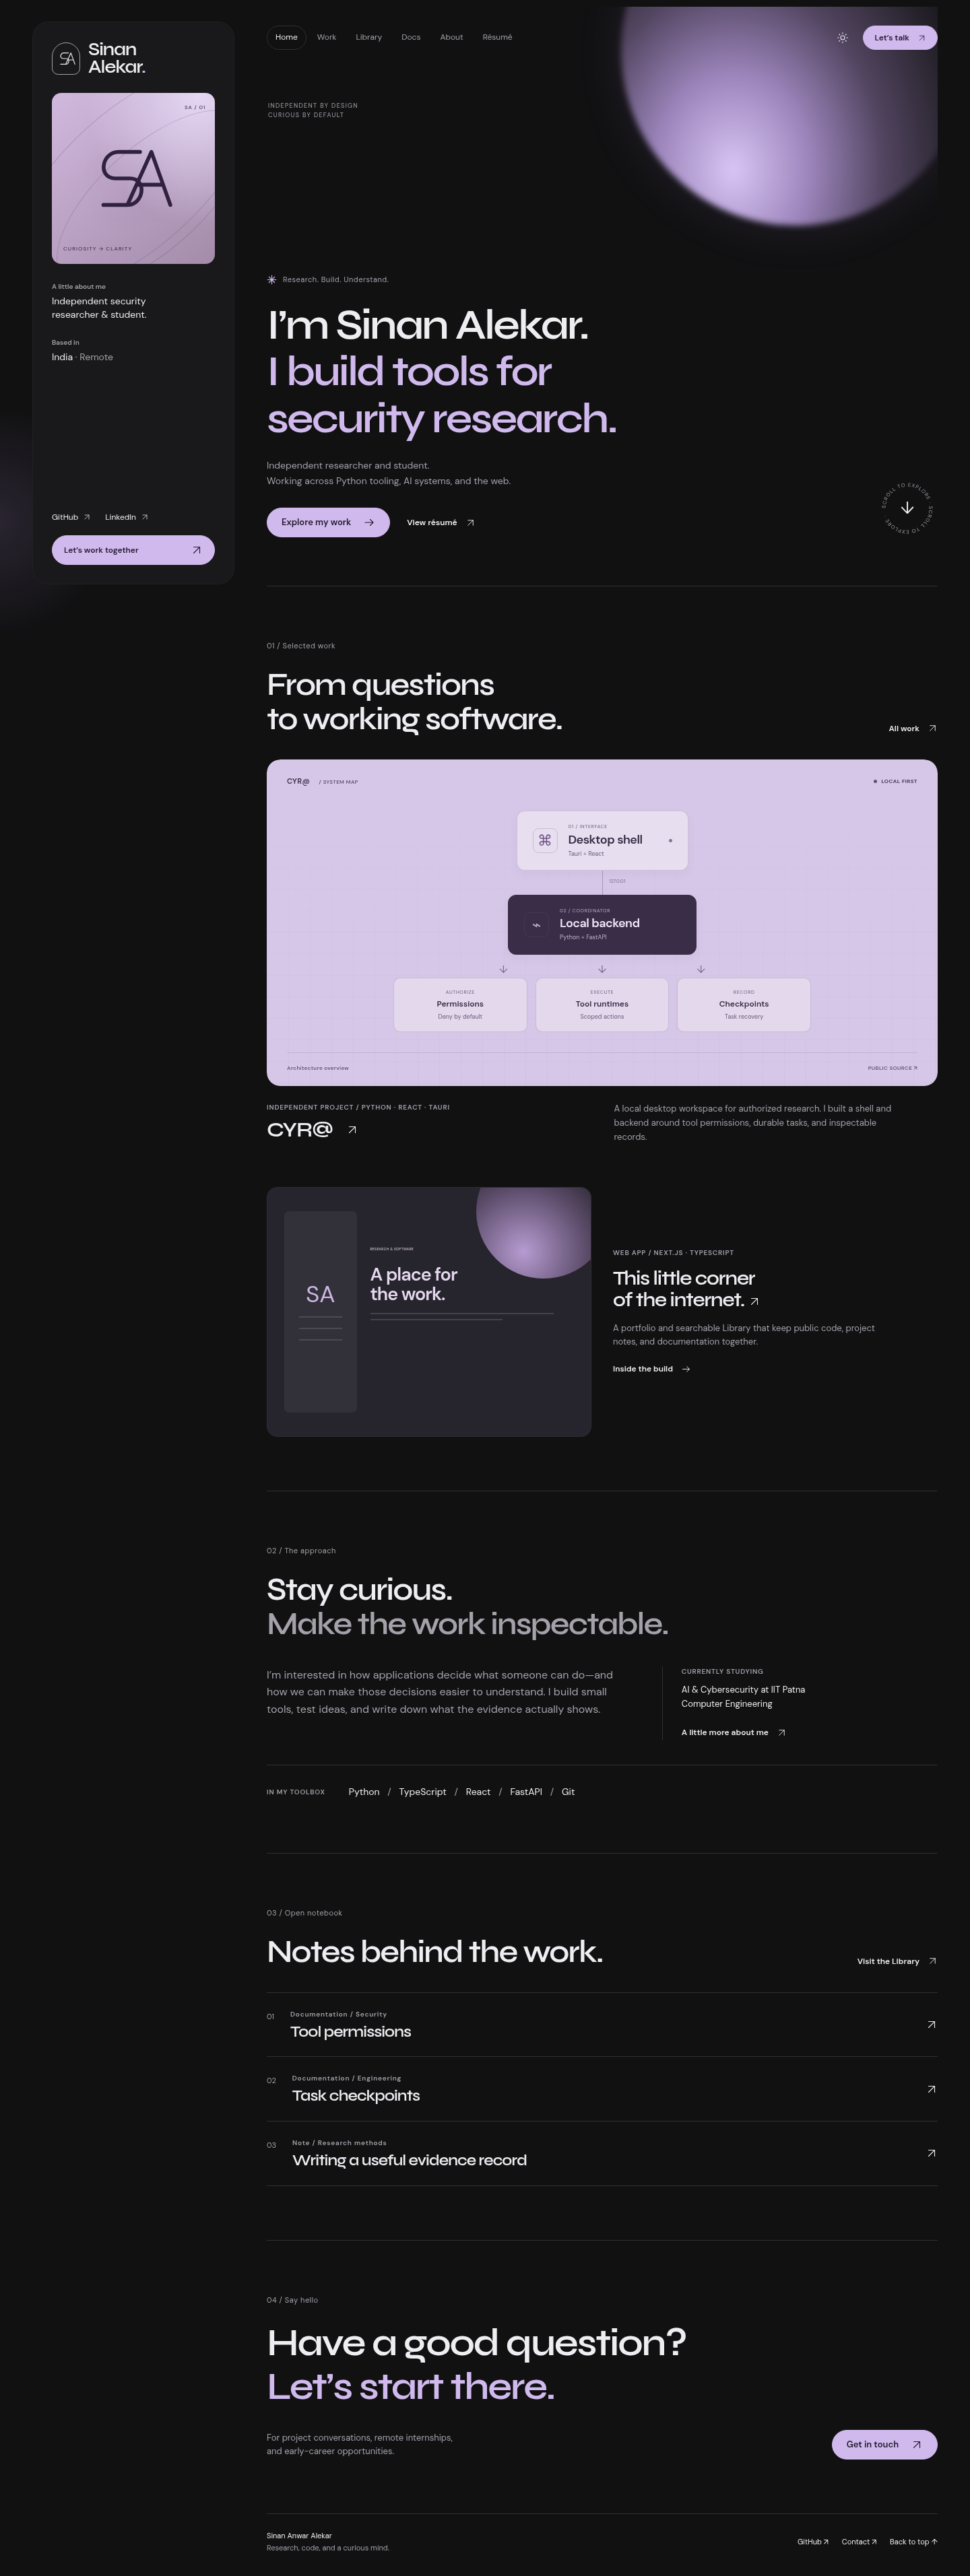 Sinan
Alekar.
SA / 01
SA
CURIOSITY → CLARITY
A little about me
Independent security
researcher & student.
Based in
India · Remote
GitHub ↗ LinkedIn ↗
Let's work together ↗
Home Work Library Docs About Résumé
Let's talk ↗
INDEPENDENT BY DESIGN
CURIOUS BY DEFAULT
Research. Build. Understand.
I'm Sinan Alekar.
I build tools for
security research.
Independent researcher and student.
Working across Python tooling, AI systems, and the web.
Explore my work → View résumé ↗
SCROLL TO EXPLORE · SCROLL TO EXPLORE ·
01 / Selected work
From questions
to working software.
All work ↗
CYR@ / SYSTEM MAP
LOCAL FIRST
01 / INTERFACE
⌘ Desktop shell
Tauri + React
02 / COORDINATOR
Local backend
Python + FastAPI
AUTHORIZE
Permissions
Deny by default
EXECUTE
Tool runtimes
Scoped actions
RECORD
Checkpoints
Task recovery
Architecture overview
PUBLIC SOURCE ↗
INDEPENDENT PROJECT / PYTHON · REACT · TAURI
CYR@ ↗
A local desktop workspace for authorized research. I built a shell and
backend around tool permissions, durable tasks, and inspectable
records.
SA
RESEARCH & SOFTWARE
A place for
the work.
WEB APP / NEXT.JS · TYPESCRIPT
This little corner
of the internet. ↗
A portfolio and searchable Library that keep public code, project
notes, and documentation together.
Inside the build →
02 / The approach
Stay curious.
Make the work inspectable.
I'm interested in how applications decide what someone can do—and
how we can make those decisions easier to understand. I build small
tools, test ideas, and write down what the evidence actually shows.
CURRENTLY STUDYING
AI & Cybersecurity at IIT Patna
Computer Engineering
A little more about me ↗
IN MY TOOLBOX Python / TypeScript / React / FastAPI / Git
03 / Open notebook
Notes behind the work.
Visit the Library ↗
01 Documentation / Security
Tool permissions ↗
02 Documentation / Engineering
Task checkpoints ↗
03 Note / Research methods
Writing a useful evidence record ↗
04 / Say hello
Have a good question?
Let's start there.
For project conversations, remote internships,
and early-career opportunities.
Get in touch ↗
Sinan Anwar Alekar
Research, code, and a curious mind.
GitHub ↗ Contact ↗ Back to top ↑